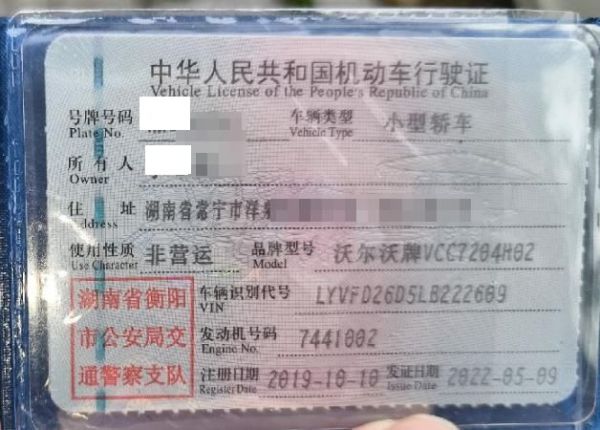 中华人民共和国机动车行驶证
Vehicle License of the People's Republic of China
号牌号码 车辆类型 小型轿车
Plate No. Vehicle Type
所有人
Owner
住址 湖南省常宁市洋泉
Address
使用性质 非营运 品牌型号 沃尔沃牌VCC7204H02
Use Character Model
湖南省衡阳 车辆识别代号 LYVFD26D5LB222609
VIN
市公安局交 发动机号码 7441002
Engine No.
通警察支队 注册日期 2019-10-10 发证日期 2022-05-09
Register Date Issue Date